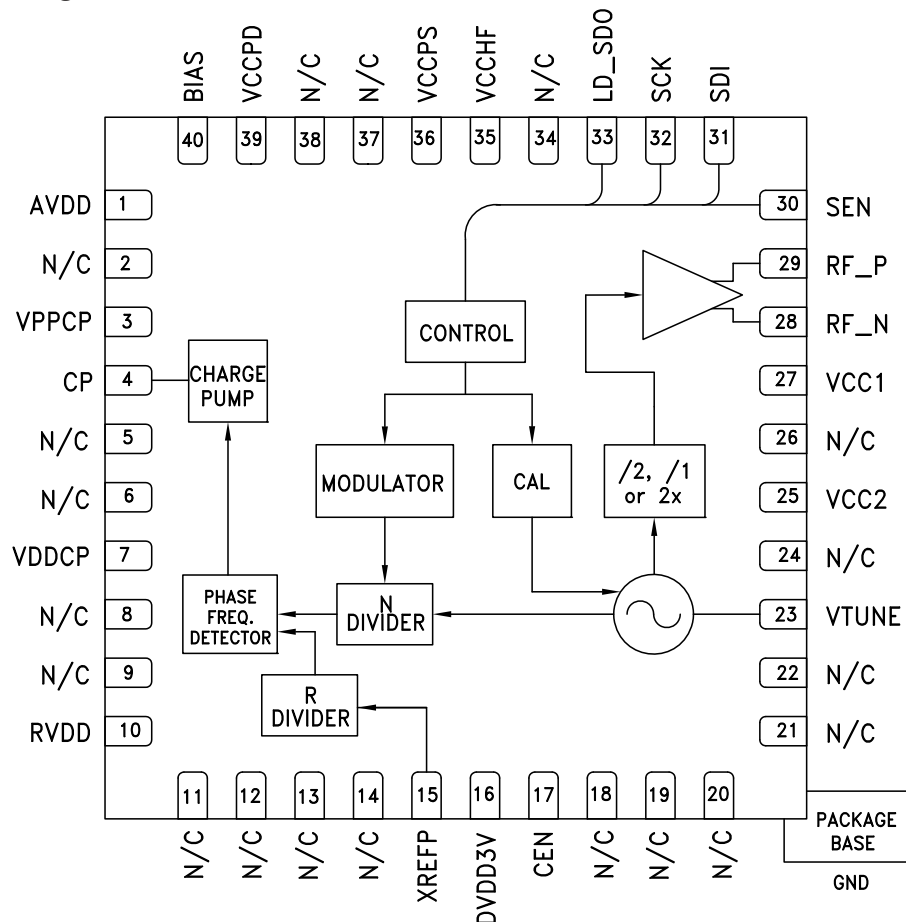 BIAS
VCCPD
N/C
N/C
VCCPS
VCCHF
N/C
LD_SDO
SCK
SDI
40
39
38
37
36
35
34
33
32
31
AVDD 1
N/C 2
VPPCP 3
CP 4
N/C 5
N/C 6
VDDCP 7
N/C 8
N/C 9
RVDD 10
30 SEN
29 RF_P
28 RF_N
27 VCC1
26 N/C
25 VCC2
24 N/C
23 VTUNE
22 N/C
21 N/C
CONTROL
CHARGE
PUMP
MODULATOR
CAL
/2, /1
or 2x
PHASE
FREQ.
DETECTOR
N
DIVIDER
R
DIVIDER
11
12
13
14
15
16
17
18
19
20
N/C
N/C
N/C
N/C
XREFP
DVDD3V
CEN
N/C
N/C
N/C
PACKAGE
BASE
GND